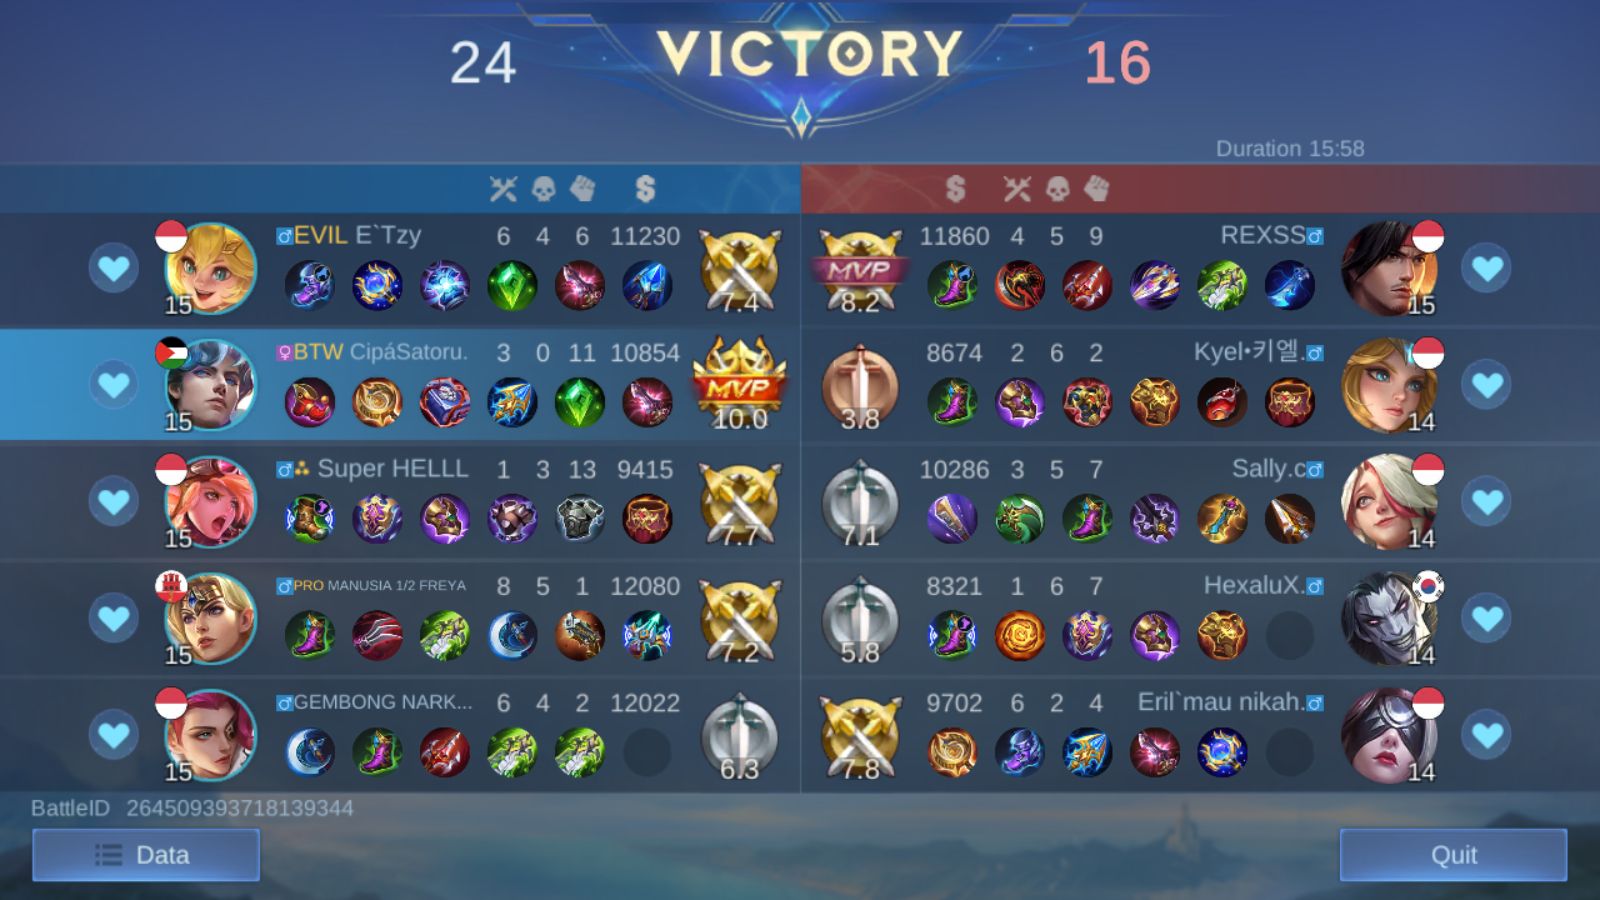 24 VICTORY 16
Duration 15:58
EVIL E`Tzy 6 4 6 11230
15 7.4
MVP 11860 4 5 9 REXSS
8.2 15
BTW CipáSatoru. 3 0 11 10854
15 MVP 10.0
8674 2 6 2 Kyel•키엘.
3.8 14
Super HELLL 1 3 13 9415
15 7.7
10286 3 5 7 Sally.c
7.1 14
PRO MANUSIA 1/2 FREYA 8 5 1 12080
15 7.2
8321 1 6 7 HexaluX.
5.8 14
GEMBONG NARK... 6 4 2 12022
15 6.3
9702 6 2 4 Eril`mau nikah.
7.8 14
BattleID 264509393718139344
Data Quit